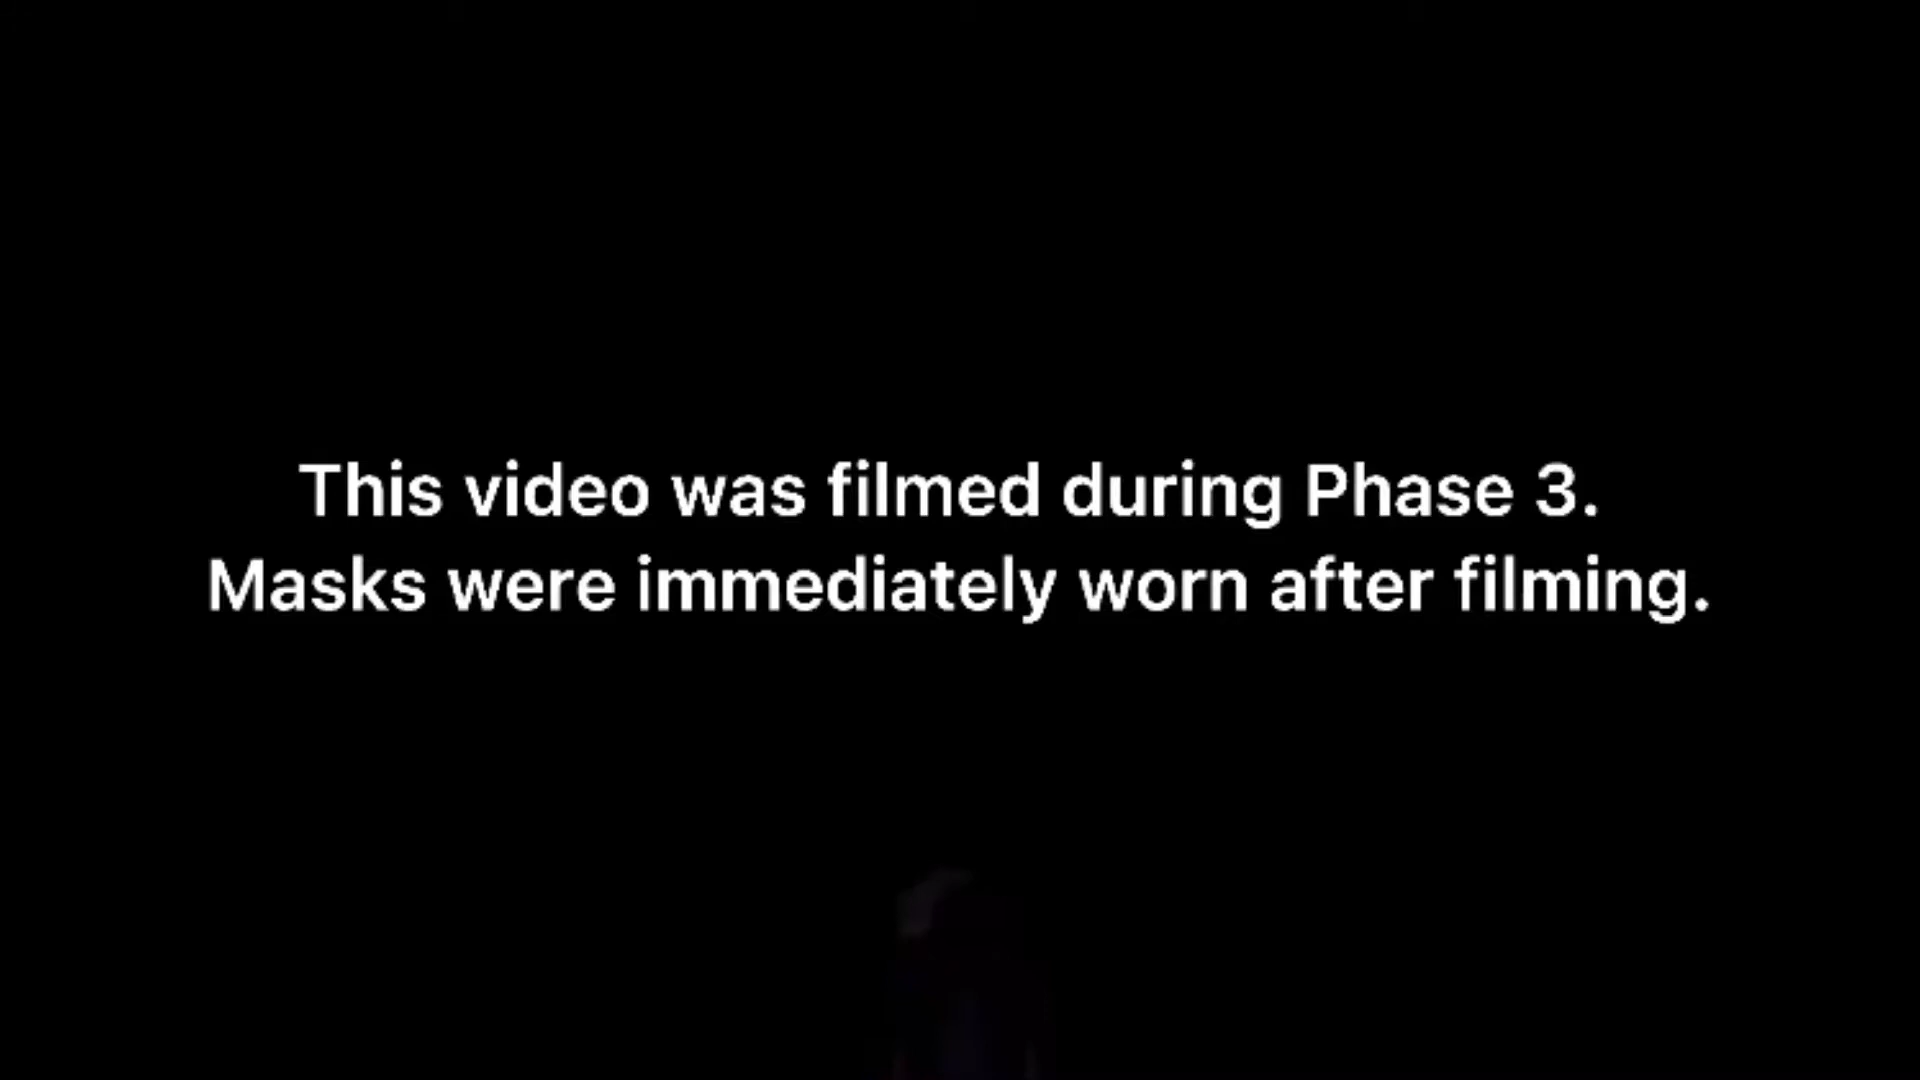 This video was filmed during Phase 3.
Masks were immediately worn after filming.